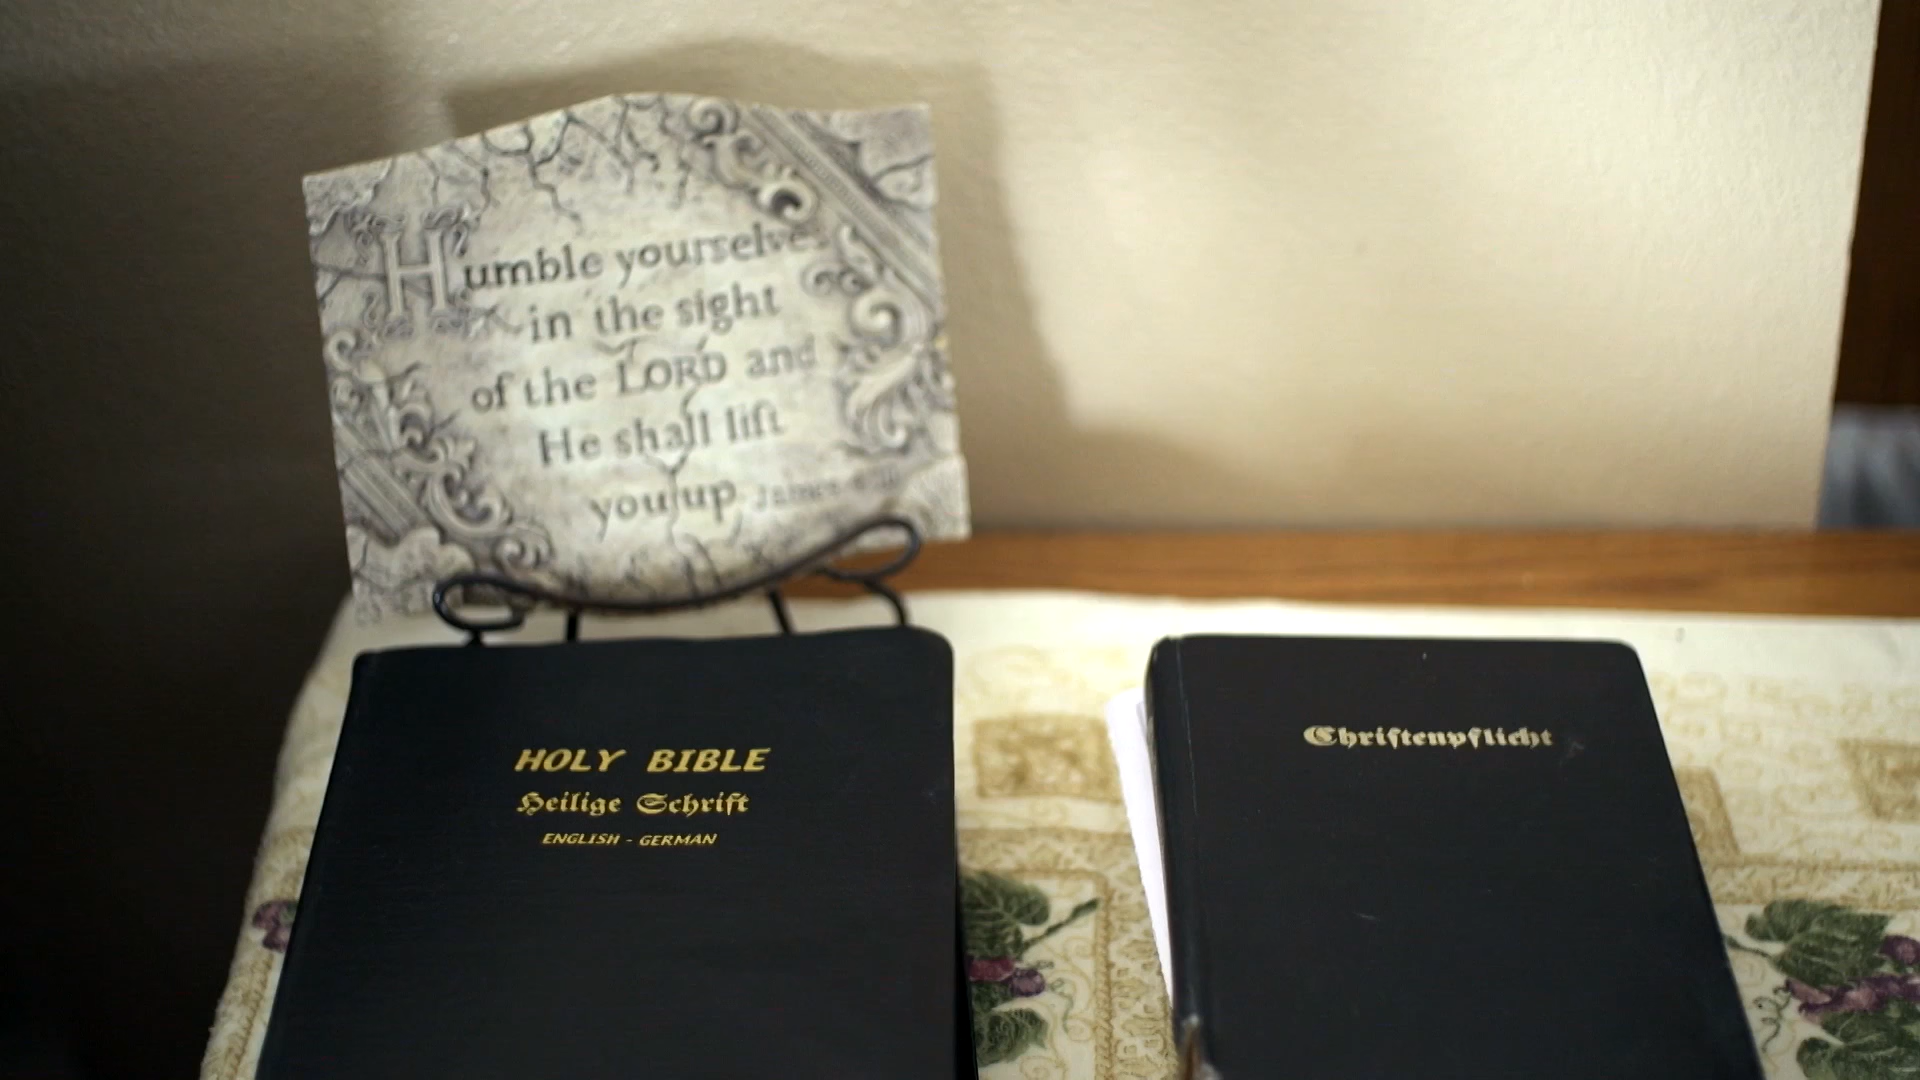 Humble yourselves
in the sight
of the LORD and
He shall lift
you up. James
HOLY BIBLE
Heilige Schrift
ENGLISH - GERMAN
Christenpflicht